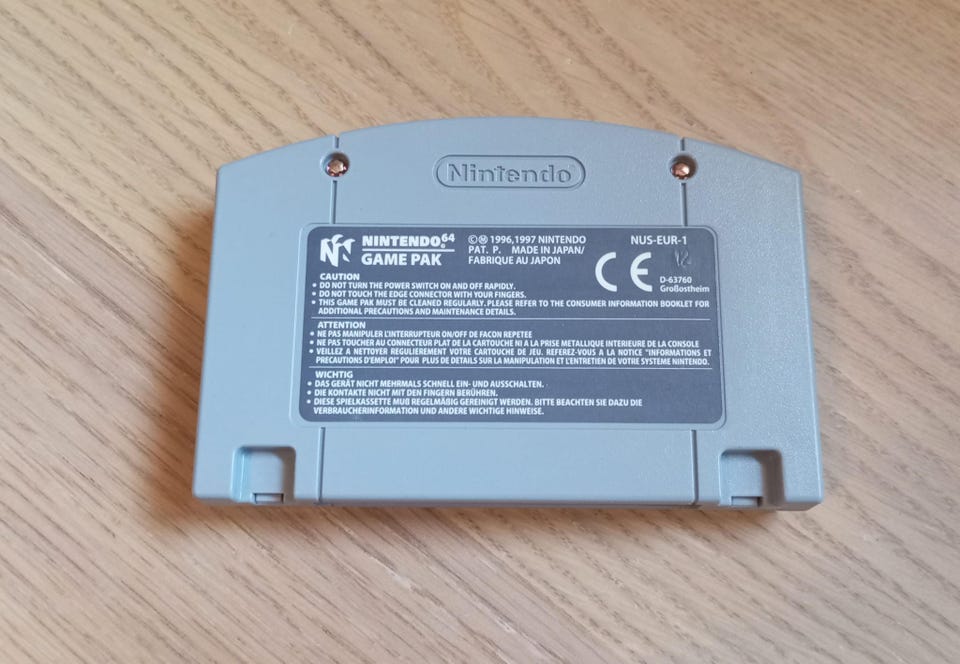 Nintendo
NINTENDO64
GAME PAK
©Ⓜ 1996,1997 NINTENDO
PAT. P. MADE IN JAPAN/
FABRIQUE AU JAPON
NUS-EUR-1
CE
D-63760
Großostheim
CAUTION
• DO NOT TURN THE POWER SWITCH ON AND OFF RAPIDLY.
• DO NOT TOUCH THE EDGE CONNECTOR WITH YOUR FINGERS.
• THIS GAME PAK MUST BE CLEANED REGULARLY. PLEASE REFER TO THE CONSUMER INFORMATION BOOKLET FOR
ADDITIONAL PRECAUTIONS AND MAINTENANCE DETAILS.
ATTENTION
• NE PAS MANIPULER L'INTERRUPTEUR ON/OFF DE FACON REPETEE
• NE PAS TOUCHER AU CONNECTEUR PLAT DE LA CARTOUCHE NI A LA PRISE METALLIQUE INTERIEURE DE LA CONSOLE
• VEILLEZ A NETTOYER REGULIEREMENT VOTRE CARTOUCHE DE JEU. REFEREZ-VOUS A LA NOTICE "INFORMATIONS ET
PRECAUTIONS D'EMPLOI" POUR PLUS DE DETAILS SUR LA MANIPULATION ET L'ENTRETIEN DE VOTRE SYSTEME NINTENDO.
WICHTIG
• DAS GERÄT NICHT MEHRMALS SCHNELL EIN- UND AUSSCHALTEN.
• DIE KONTAKTE NICHT MIT DEN FINGERN BERÜHREN.
• DIESE SPIELKASSETTE MUß REGELMÄßIG GEREINIGT WERDEN. BITTE BEACHTEN SIE DAZU DIE
VERBRAUCHERINFORMATION UND ANDERE WICHTIGE HINWEISE.